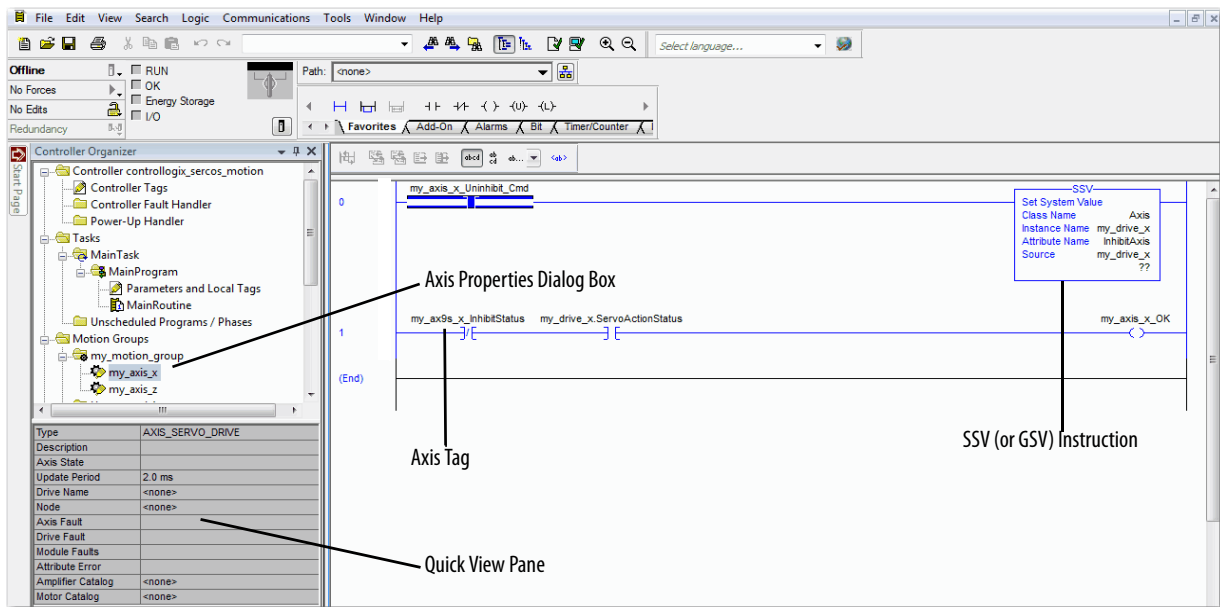 File Edit View Search Logic Communications Tools Window Help
Select language...
Offline
RUN
Path: <none>
No Forces
OK
Energy Storage
No Edits
I/O
Redundancy
Favorites Add-On Alarms Bit Timer/Counter
Start Page
Controller Organizer
Controller controllogix_sercos_motion
Controller Tags
Controller Fault Handler
Power-Up Handler
Tasks
MainTask
MainProgram
Parameters and Local Tags
MainRoutine
Unscheduled Programs / Phases
Motion Groups
my_motion_group
my_axis_x
my_axis_z
Type AXIS_SERVO_DRIVE
Description
Axis State
Update Period 2.0 ms
Drive Name <none>
Node <none>
Axis Fault
Drive Fault
Module Faults
Attribute Error
Amplifier Catalog <none>
Motor Catalog <none>
abcd ab... <ab>
0
my_axis_x_Uninhibit_Cmd
SSV
Set System Value
Class Name Axis
Instance Name my_drive_x
Attribute Name InhibitAxis
Source my_drive_x
??
Axis Properties Dialog Box
1
my_ax9s_x_InhibitStatus my_drive_x.ServoActionStatus my_axis_x_OK
(End)
Axis Tag
SSV (or GSV) Instruction
Quick View Pane